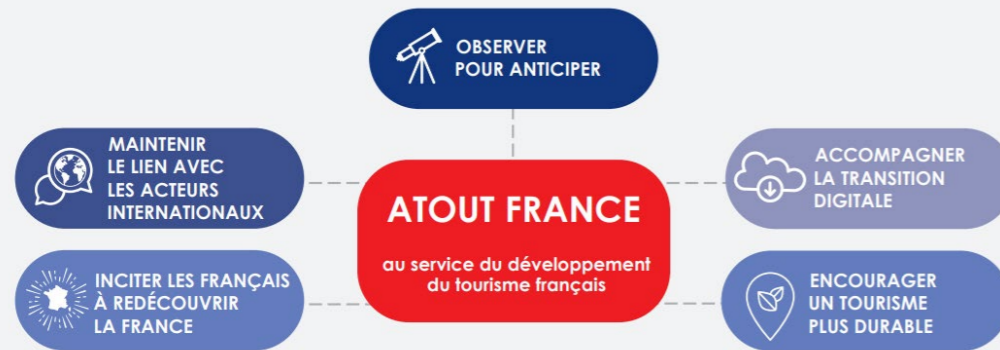 OBSERVER
POUR ANTICIPER
MAINTENIR
LE LIEN AVEC
LES ACTEURS
INTERNATIONAUX
ACCOMPAGNER
LA TRANSITION
DIGITALE
ATOUT FRANCE
au service du développement
du tourisme français
INCITER LES FRANÇAIS
À REDÉCOUVRIR
LA FRANCE
ENCOURAGER
UN TOURISME
PLUS DURABLE